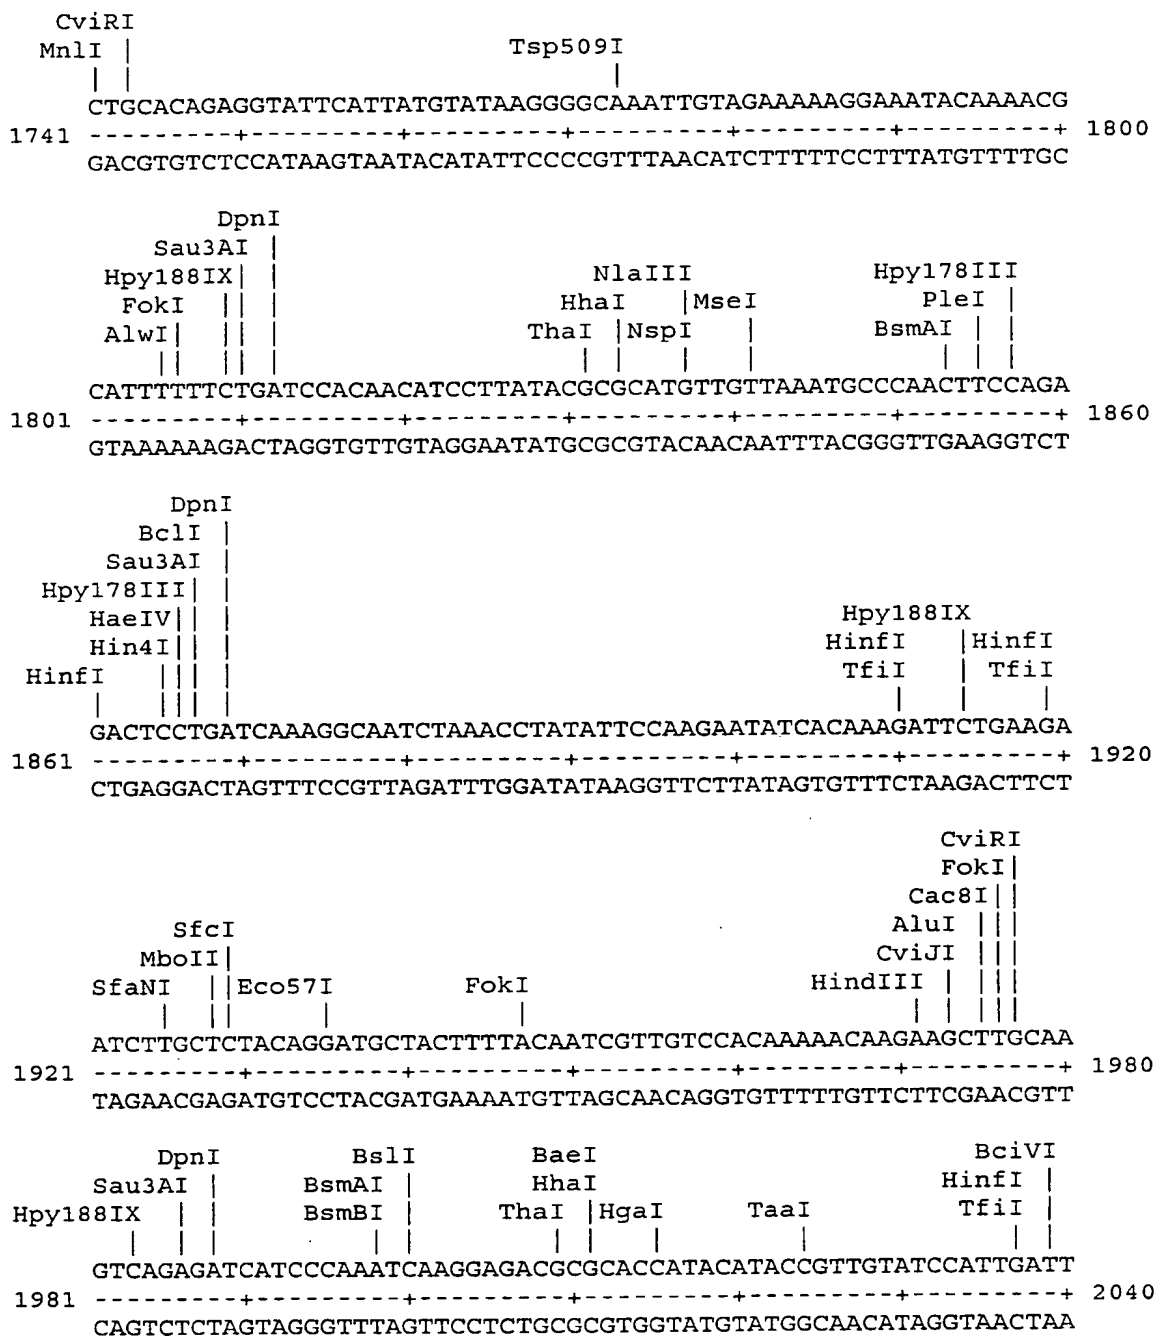 CviRI
MnlI |
Tsp509I
| |
|
CTGCACAGAGGTATTCATTATGTATAAGGGGCAAATTGTAGAAAAAGGAAATACAAAACG
1741 ---------+---------+---------+---------+---------+---------+ 1800
GACGTGTCTCCATAAGTAATACATATTCCCCGTTTAACATCTTTTTCCTTTATGTTTTGC
DpnI
Sau3AI |
Hpy188IX || NlaIII Hpy178III
FokI || | HhaI |MseI PleI |
AlwI | || | ThaI |NspI | | BsmAI | |
CATTTTTTTCTGATCCACAACATCCTTATACGCGCATGTTGTTAAATGCCCAACTTCCAGA
1801 ---------+---------+---------+---------+---------+---------+ 1860
GTAAAAAAAGACTAGGTGTTGTAGGAATATGCGCGTACAACAATTTACGGGTTGAAGGTCT
DpnI
BclI |
Sau3AI |
Hpy178III| |
HaeIV|| | Hpy188IX
Hin4I || | HinfI |HinfI
HinfI ||| | TfiI | TfiI
GACTCCTGATCAAAGGCAATCTAAACCTATATTCCAAGAATATCACAAAGATTCTGAAGA
1861 ---------+---------+---------+---------+---------+---------+ 1920
CTGAGGACTAGTTTCCGTTAGATTTGGATATAAGGTTCTTATAGTGTTTCTAAGACTTCT
CviRI
FokI|
Cac8I||
SfcI AluI |||
MboII| CviJI |||
SfaNI ||Eco57I FokI HindIII | |||
ATCTTGCTCTACAGGATGCTACTTTTACAATCGTTGTCCACAAAAACAAGAAGCTTGCAA
1921 ---------+---------+---------+---------+---------+---------+ 1980
TAGAACGAGATGTCCTACGATGAAAATGTTAGCAACAGGTGTTTTTGTTCTTCGAACGTT
DpnI BslI BaeI BciVI
Sau3AI | BsmAI | HhaI HinfI |
Hpy188IX | | BsmBI | ThaI |HgaI TaaI TfiI |
GTCAGAGATCATCCCAAATCAAGGAGACGCGCACCATACATACCGTTGTATCCATTGATT
1981 ---------+---------+---------+---------+---------+---------+ 2040
CAGTCTCTAGTAGGGTTTAGTTCCTCTGCGCGTGGTATGTATGGCAACATAGGTAACTAA